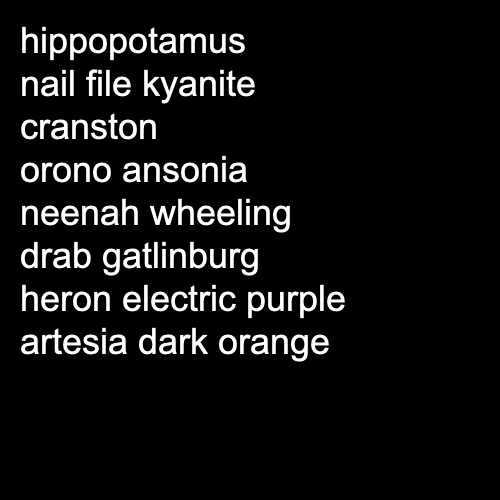 hippopotamus
nail file kyanite
cranston
orono ansonia
neenah wheeling
drab gatlinburg
heron electric purple
artesia dark orange